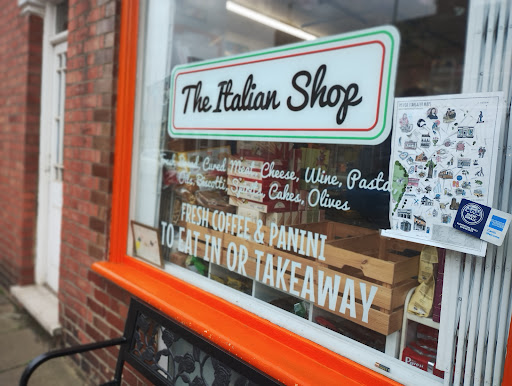 The Italian Shop
Fresh Bread, Cured Meat, Cheese, Wine, Pasta
Oils, Biscotti, Sweets, Cakes, Olives
FRESH COFFEE & PANINI
TO EAT IN OR TAKEAWAY